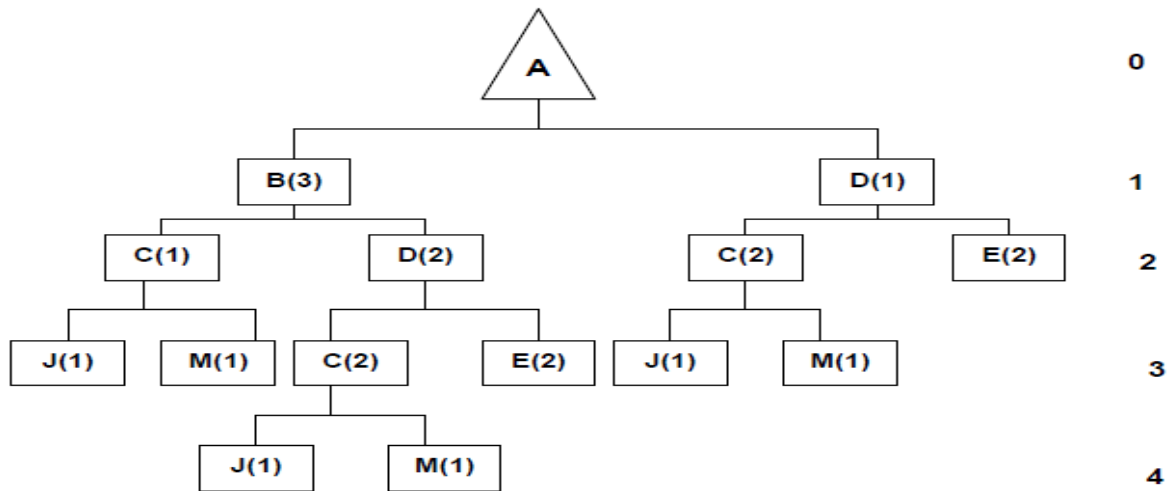 A 0
B(3) D(1) 1
C(1) D(2) C(2) E(2) 2
J(1) M(1) C(2) E(2) J(1) M(1) 3
J(1) M(1) 4